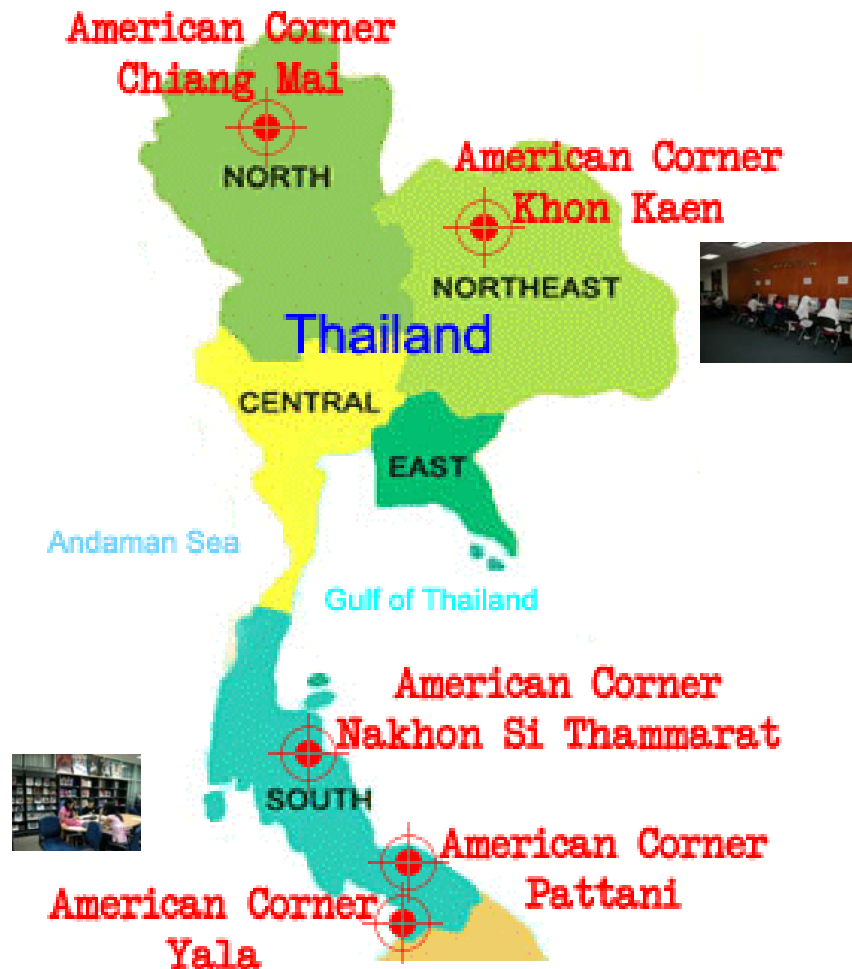 American Corner
Chiang Mai
NORTH
American Corner
Khon Kaen
NORTHEAST
Thailand
CENTRAL
EAST
Andaman Sea
Gulf of Thailand
American Corner
Nakhon Si Thammarat
SOUTH
American Corner
Pattani
American Corner
Yala